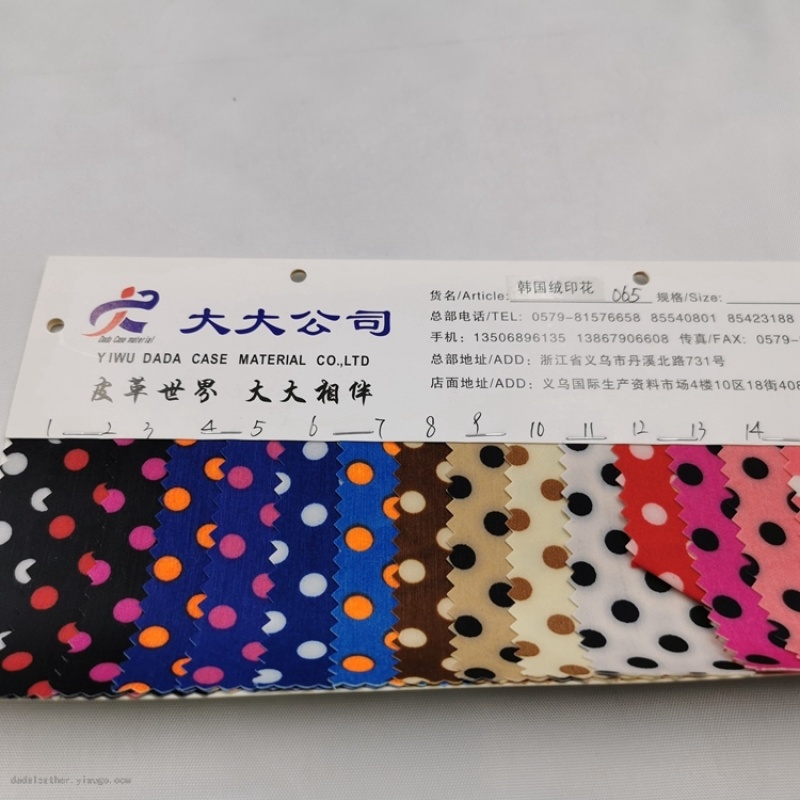 大大公司
Dada Case material
YIWU DADA CASE MATERIAL CO.,LTD
皮革世界 大大相伴
货名/Article: 韩国绒印花 065 规格/Size:
总部电话/TEL: 0579-81576658 85540801 85423188
手机: 13506896135 13867906608 传真/FAX: 0579-
总部地址/ADD: 浙江省义乌市丹溪北路731号
店面地址/ADD: 义乌国际生产资料市场4楼10区18街408
1 2 3 4 5 6 7 8 9 10 11 12 13 14